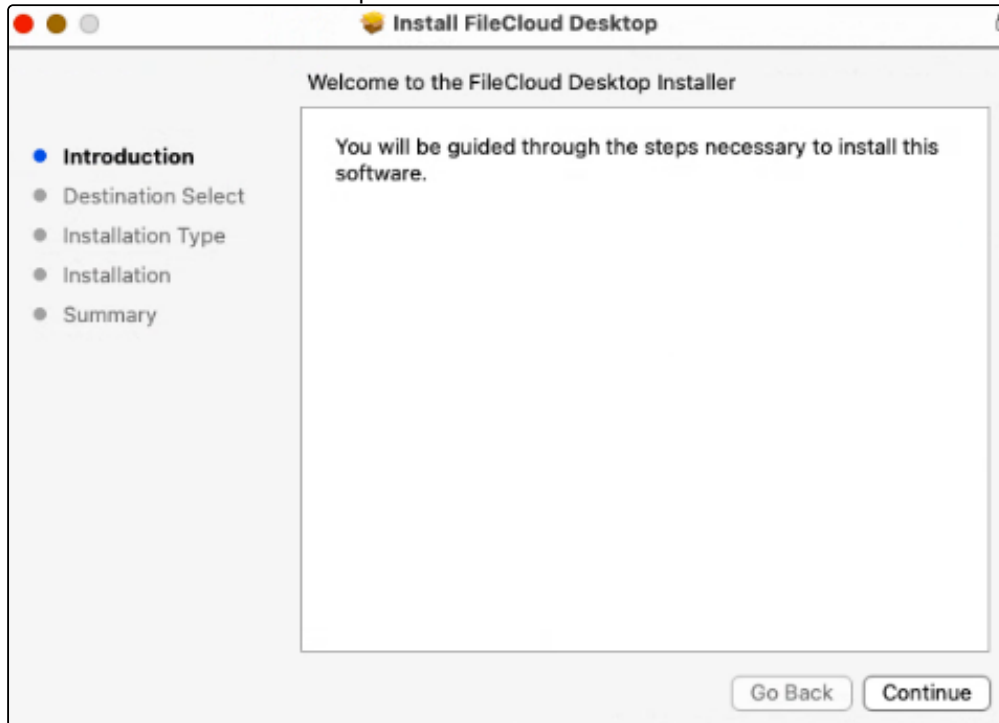 Install FileCloud Desktop
Welcome to the FileCloud Desktop Installer
Introduction
Destination Select
Installation Type
Installation
Summary
You will be guided through the steps necessary to install this
software.
Go Back
Continue